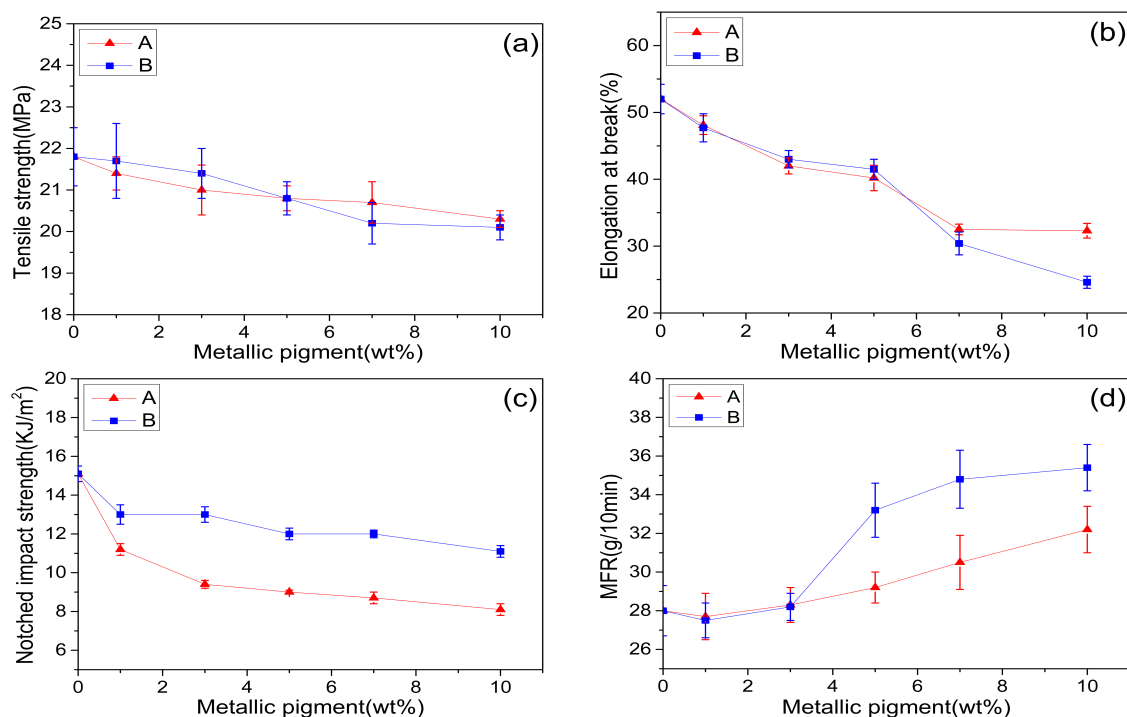 (a)
A
B
Tensile strength(MPa)
25
24
23
22
21
20
19
18
0 2 4 6 8 10
Metallic pigment(wt%)
(b)
A
B
Elongation at break(%)
60
50
40
30
20
0 2 4 6 8 10
Metallic pigment(wt%)
(c)
A
B
Notched impact strength(KJ/m²)
20
18
16
14
12
10
8
6
0 2 4 6 8 10
Metallic pigment(wt%)
(d)
A
B
MFR(g/10min)
40
38
36
34
32
30
28
26
0 2 4 6 8 10
Metallic pigment(wt%)